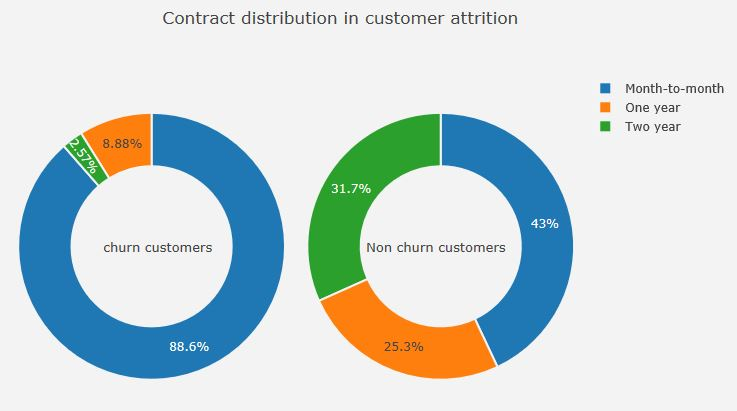 Contract distribution in customer attrition
Month-to-month
One year
Two year
8.88%
2.57%
churn customers
88.6%
31.7%
43%
Non churn customers
25.3%